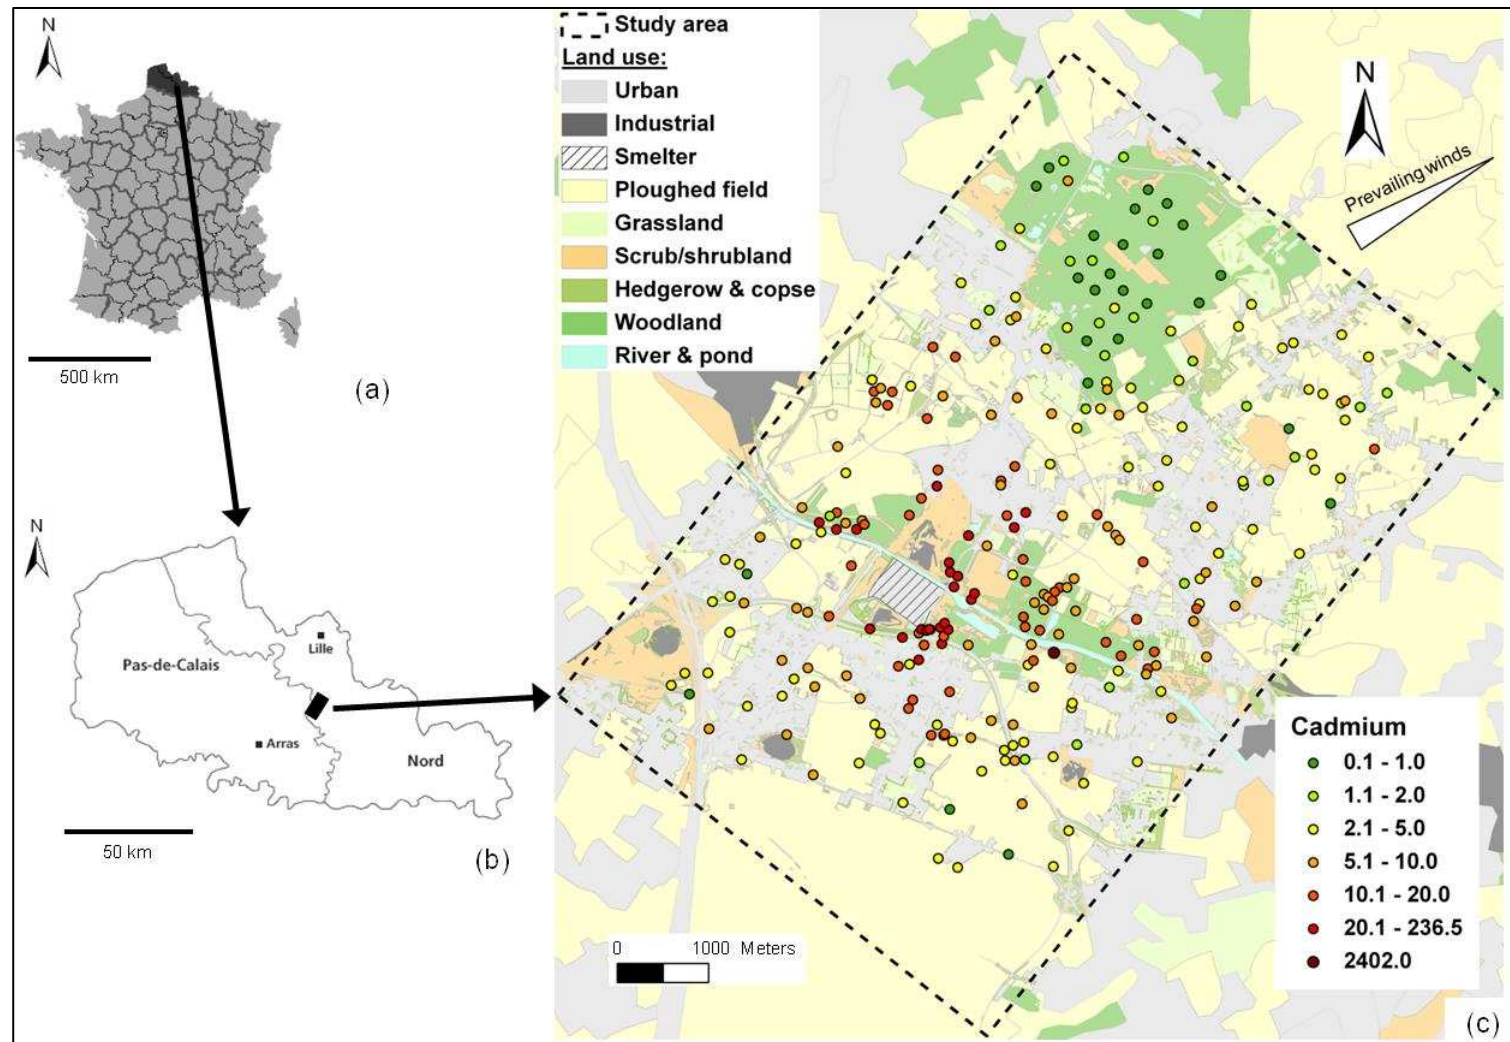 N
500 km
(a)
N
Pas-de-Calais
Lille
Arras
Nord
50 km
(b)
Study area
Land use:
Urban
Industrial
Smelter
Ploughed field
Grassland
Scrub/shrubland
Hedgerow & copse
Woodland
River & pond
N
Prevailing winds
0 1000 Meters
Cadmium
0.1 - 1.0
1.1 - 2.0
2.1 - 5.0
5.1 - 10.0
10.1 - 20.0
20.1 - 236.5
2402.0
(c)